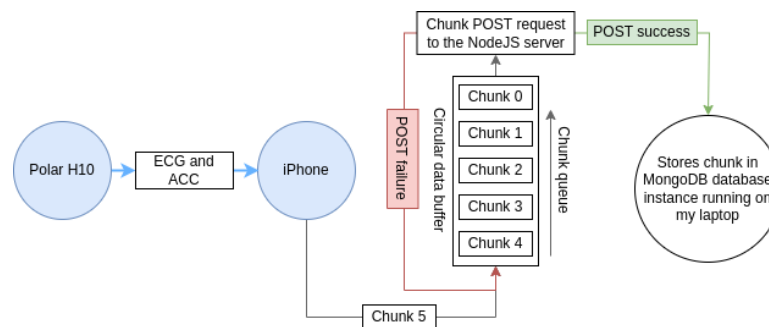 Chunk POST request
to the NodeJS server
POST success
Polar H10
ECG and
ACC
iPhone
POST failure
Circular data buffer
Chunk 0
Chunk 1
Chunk 2
Chunk 3
Chunk 4
Chunk queue
Stores chunk in
MongoDB database
instance running on
my laptop
Chunk 5